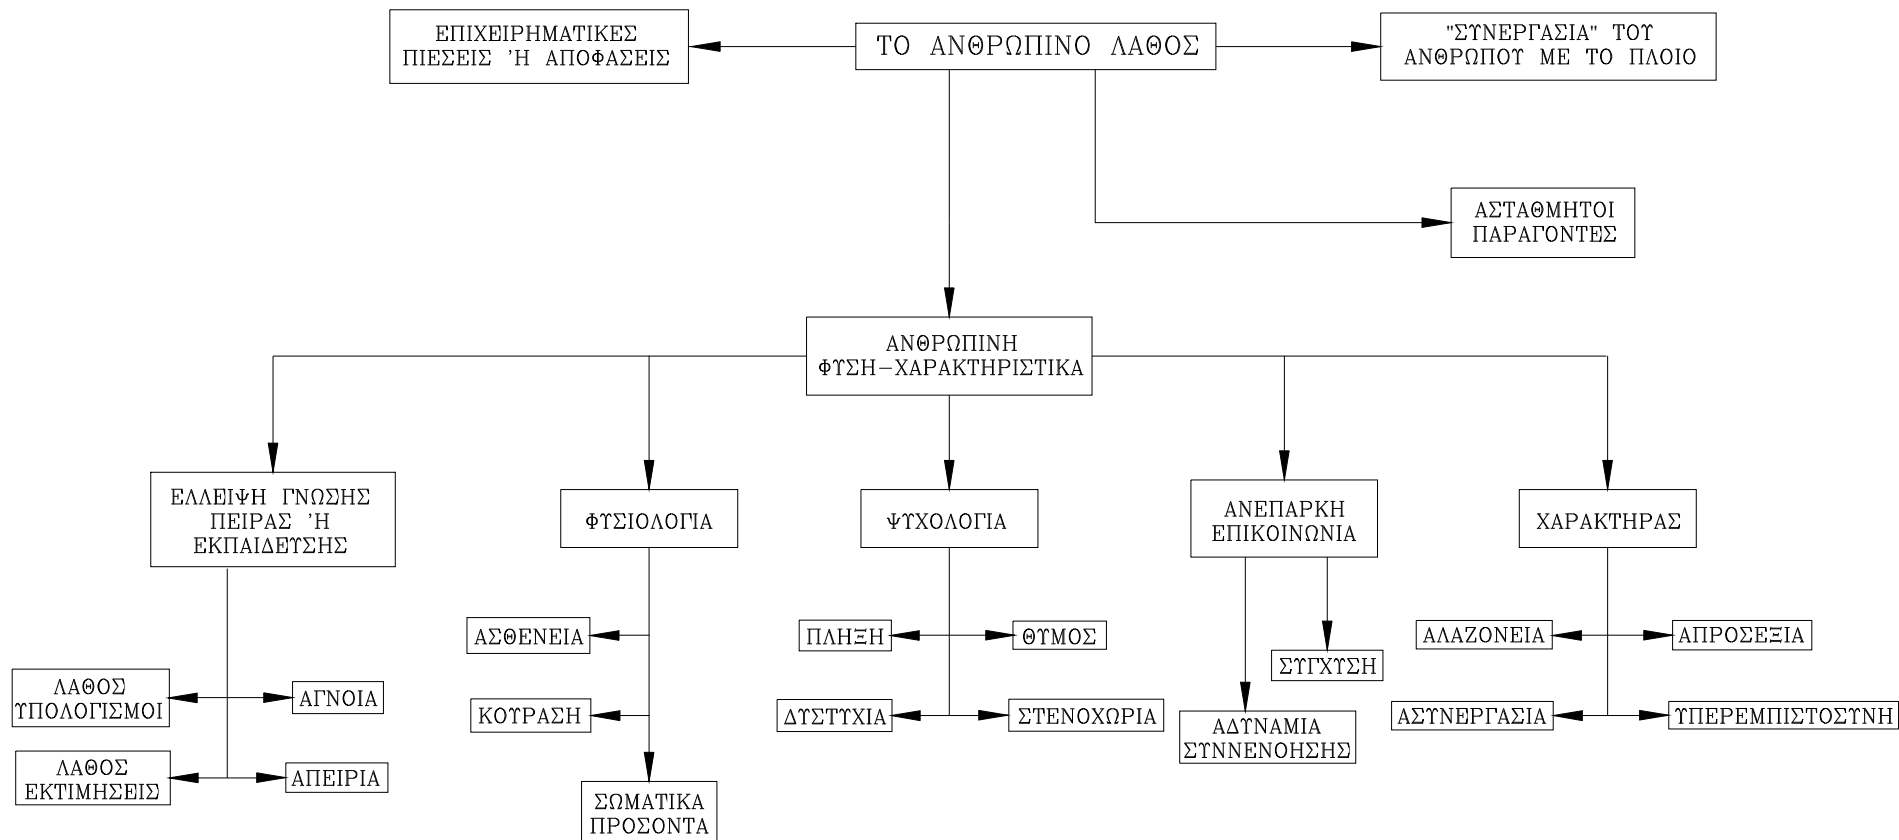 ΕΠΙΧΕΙΡΗΜΑΤΙΚΕΣ
ΠΙΕΣΕΙΣ 'Η ΑΠΟΦΑΣΕΙΣ
ΤΟ ΑΝΘΡΩΠΙΝΟ ΛΑΘΟΣ
"ΣΥΝΕΡΓΑΣΙΑ" ΤΟΥ
ΑΝΘΡΩΠΟΥ ΜΕ ΤΟ ΠΛΟΙΟ
ΑΣΤΑΘΜΗΤΟΙ
ΠΑΡΑΓΟΝΤΕΣ
ΑΝΘΡΩΠΙΝΗ
ΦΥΣΗ-ΧΑΡΑΚΤΗΡΙΣΤΙΚΑ
ΕΛΛΕΙΨΗ ΓΝΩΣΗΣ
ΠΕΙΡΑΣ 'Η
ΕΚΠΑΙΔΕΥΣΗΣ
ΦΥΣΙΟΛΟΓΙΑ
ΨΥΧΟΛΟΓΙΑ
ΑΝΕΠΑΡΚΗ
ΕΠΙΚΟΙΝΩΝΙΑ
ΧΑΡΑΚΤΗΡΑΣ
ΛΑΘΟΣ
ΥΠΟΛΟΓΙΣΜΟΙ
ΑΓΝΟΙΑ
ΛΑΘΟΣ
ΕΚΤΙΜΗΣΕΙΣ
ΑΠΕΙΡΙΑ
ΑΣΘΕΝΕΙΑ
ΚΟΥΡΑΣΗ
ΣΩΜΑΤΙΚΑ
ΠΡΟΣΟΝΤΑ
ΠΛΗΞΗ
ΘΥΜΟΣ
ΔΥΣΤΥΧΙΑ
ΣΤΕΝΟΧΩΡΙΑ
ΣΥΓΧΥΣΗ
ΑΔΥΝΑΜΙΑ
ΣΥΝΝΕΝΟΗΣΗΣ
ΑΛΑΖΟΝΕΙΑ
ΑΠΡΟΣΕΞΙΑ
ΑΣΥΝΕΡΓΑΣΙΑ
ΥΠΕΡΕΜΠΙΣΤΟΣΥΝΗ